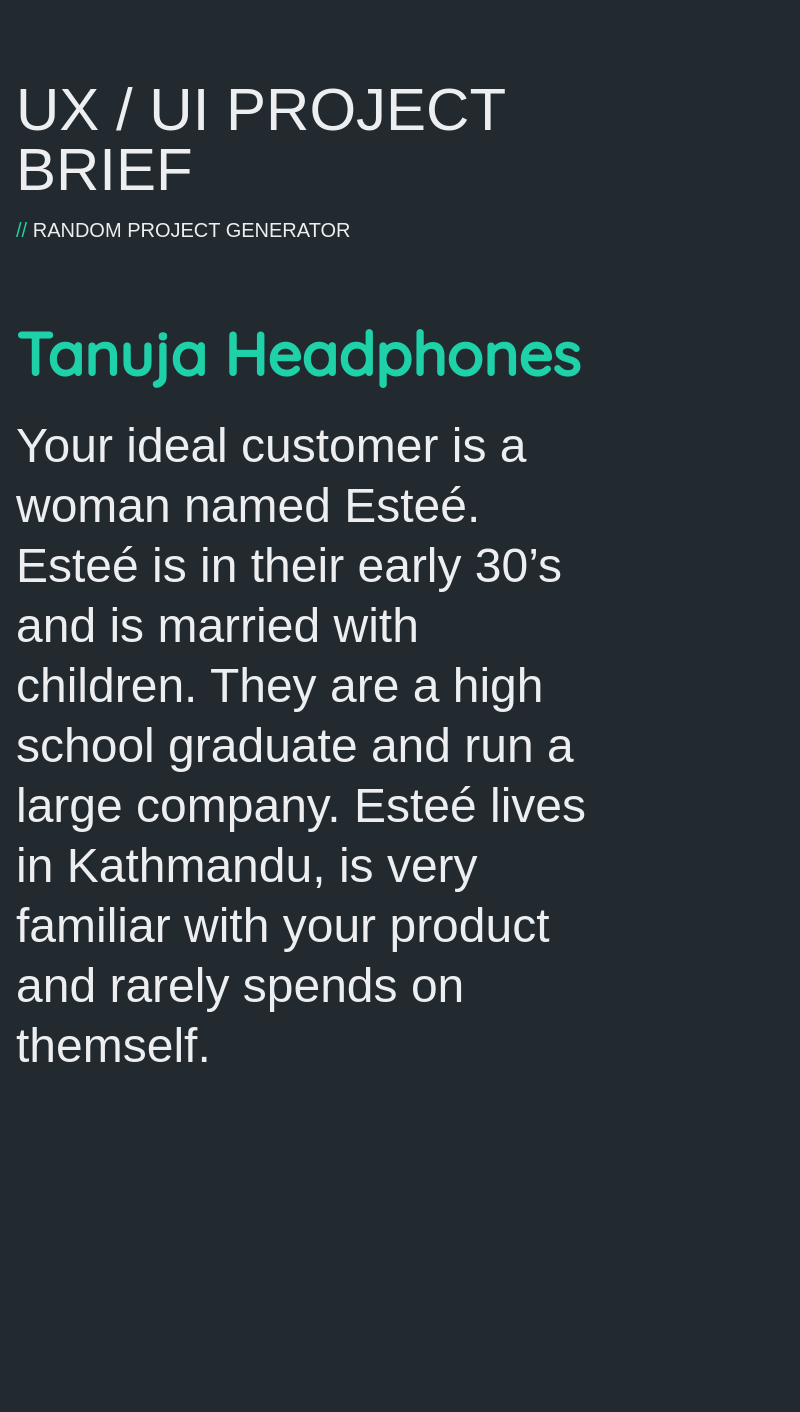 UX / UI PROJECT
BRIEF
// RANDOM PROJECT GENERATOR
Tanuja Headphones
Your ideal customer is a
woman named Esteé.
Esteé is in their early 30’s
and is married with
children. They are a high
school graduate and run a
large company. Esteé lives
in Kathmandu, is very
familiar with your product
and rarely spends on
themself.